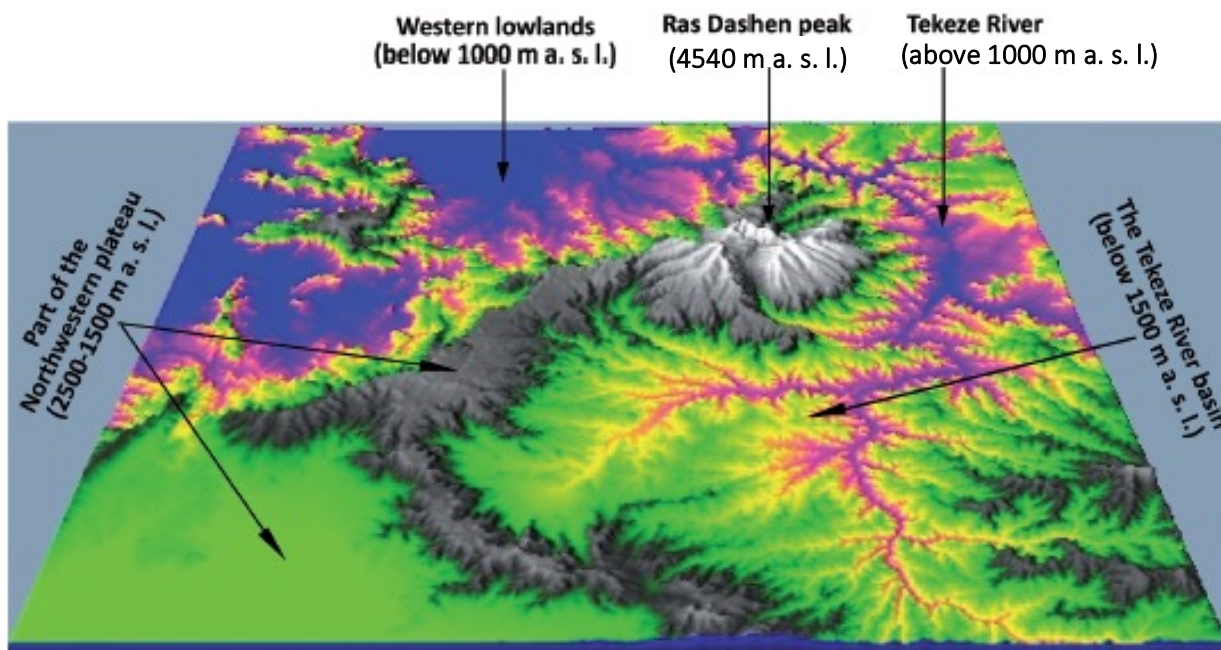 Western lowlands
(below 1000 m a. s. l.)
Ras Dashen peak
(4540 m a. s. l.)
Tekeze River
(above 1000 m a. s. l.)
Part of the
Northwestern plateau
(2500-1500 m a. s. l.)
The Tekeze River basin
(below 1500 m a. s. l.)